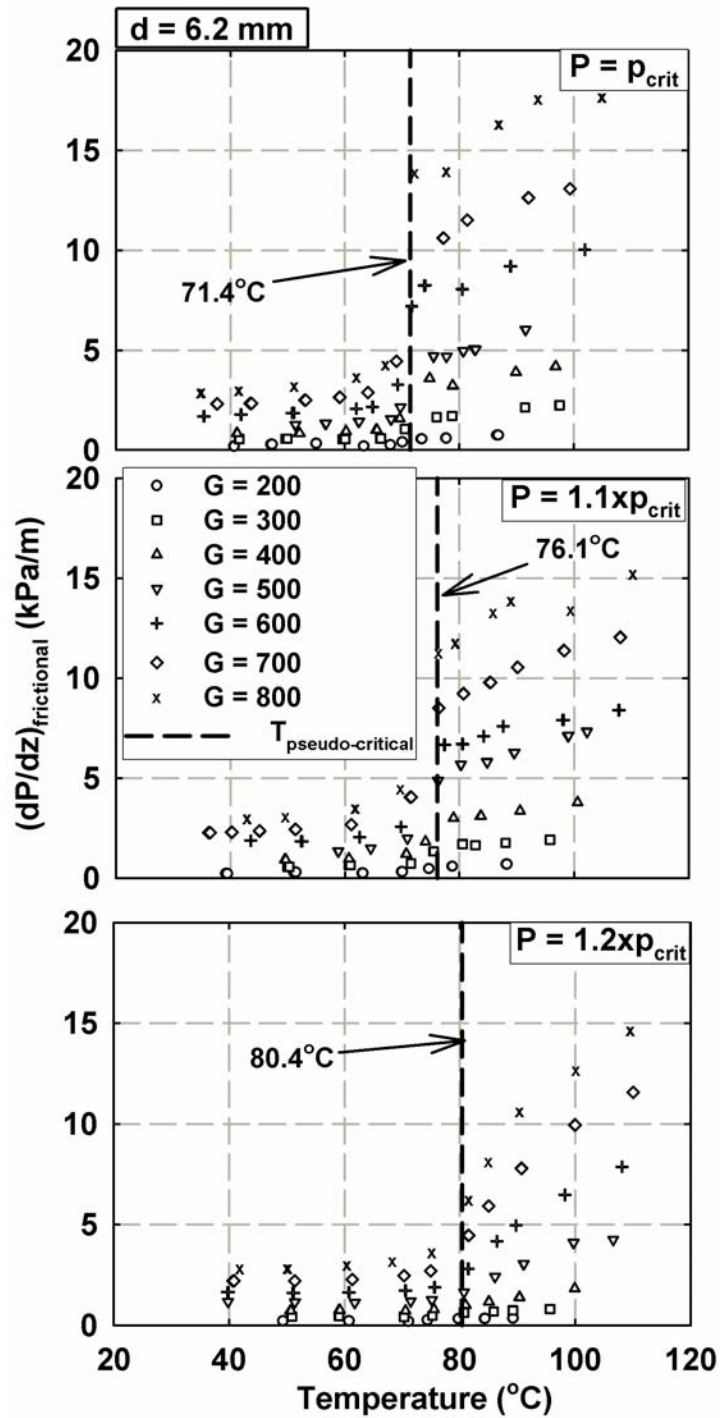 d = 6.2 mm
P = p_crit
20
15
10
5
0
71.4°C
P = 1.1xp_crit
20
15
10
5
0
76.1°C
G = 200
G = 300
G = 400
G = 500
G = 600
G = 700
G = 800
T_pseudo-critical
(dP/dz)_frictional (kPa/m)
P = 1.2xp_crit
20
15
10
5
0
80.4°C
20 40 60 80 100 120
Temperature (°C)